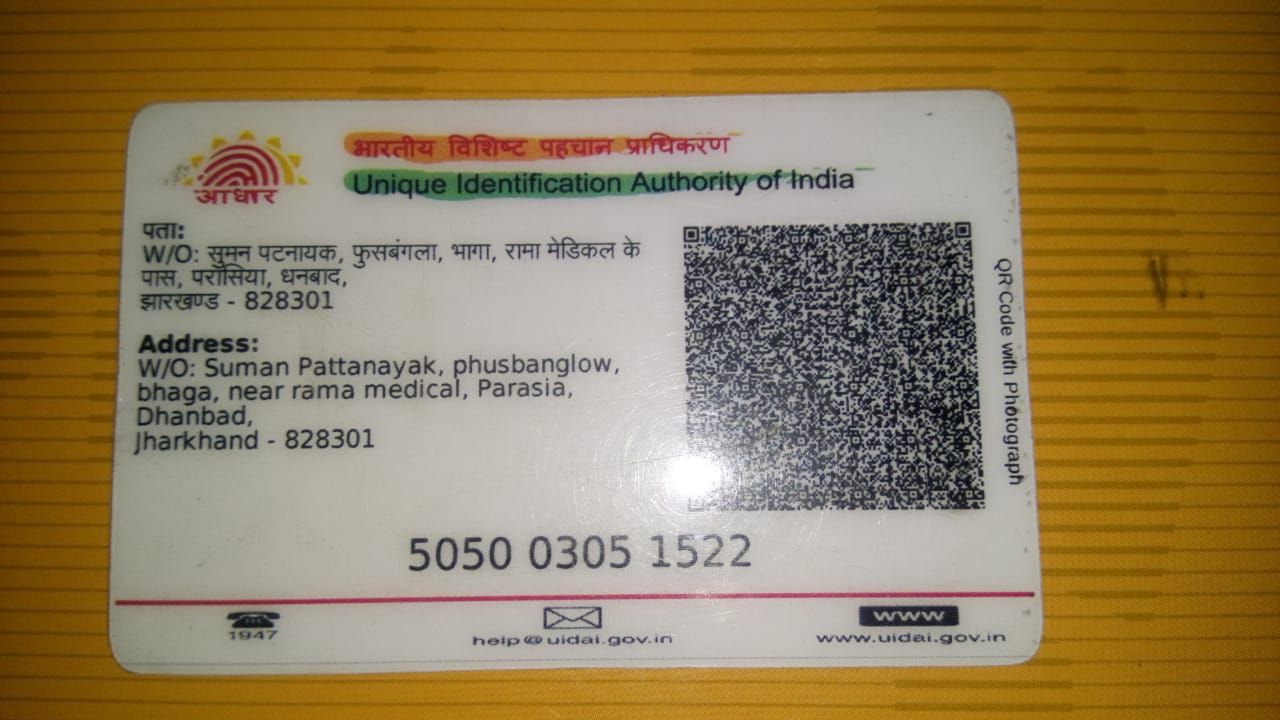 भारतीय विशिष्ट पहचान प्राधिकरण
Unique Identification Authority of India
आधार
पता:
W/O: सुमन पटनायक, फुसबंगला, भागा, रामा मेडिकल के
पास, परासिया, धनबाद,
झारखण्ड - 828301
Address:
W/O: Suman Pattanayak, phusbanglow,
bhaga, near rama medical, Parasia,
Dhanbad,
Jharkhand - 828301
QR Code with Photograph
5050 0305 1522
1947
help@uidai.gov.in
www
www.uidai.gov.in